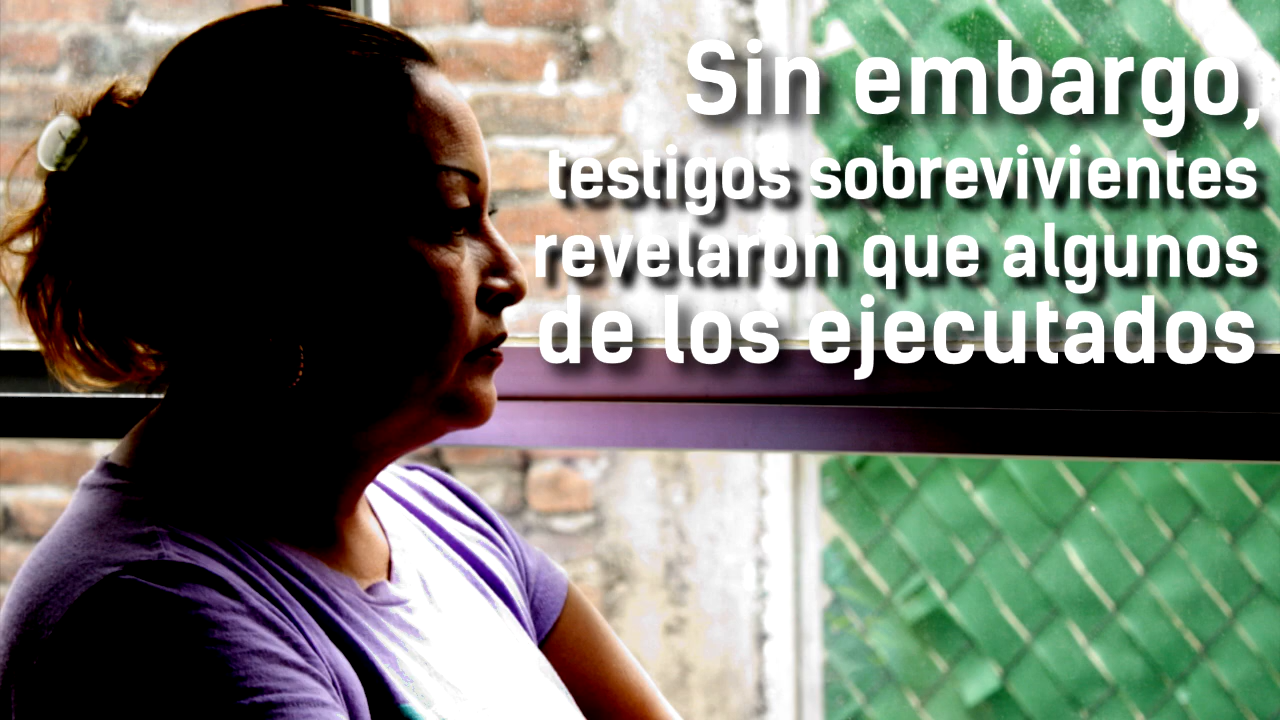 Sin embargo,
testigos sobrevivientes
revelaron que algunos
de los ejecutados